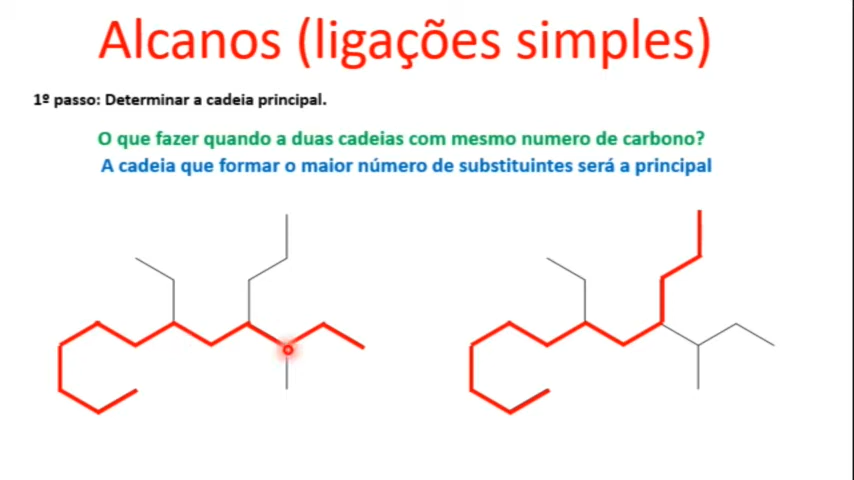 Alcanos (ligações simples)
1º passo: Determinar a cadeia principal.
O que fazer quando a duas cadeias com mesmo numero de carbono?
A cadeia que formar o maior número de substituintes será a principal